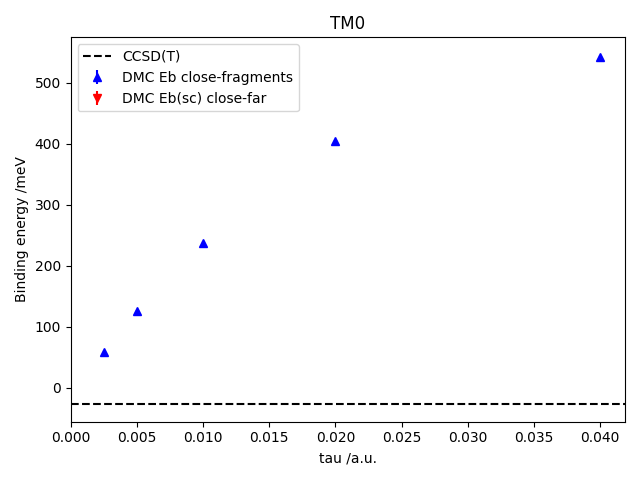 TM0
CCSD(T)
DMC Eb close-fragments
DMC Eb(sc) close-far
Binding energy /meV
500
400
300
200
100
0
0.000 0.005 0.010 0.015 0.020 0.025 0.030 0.035 0.040
tau /a.u.